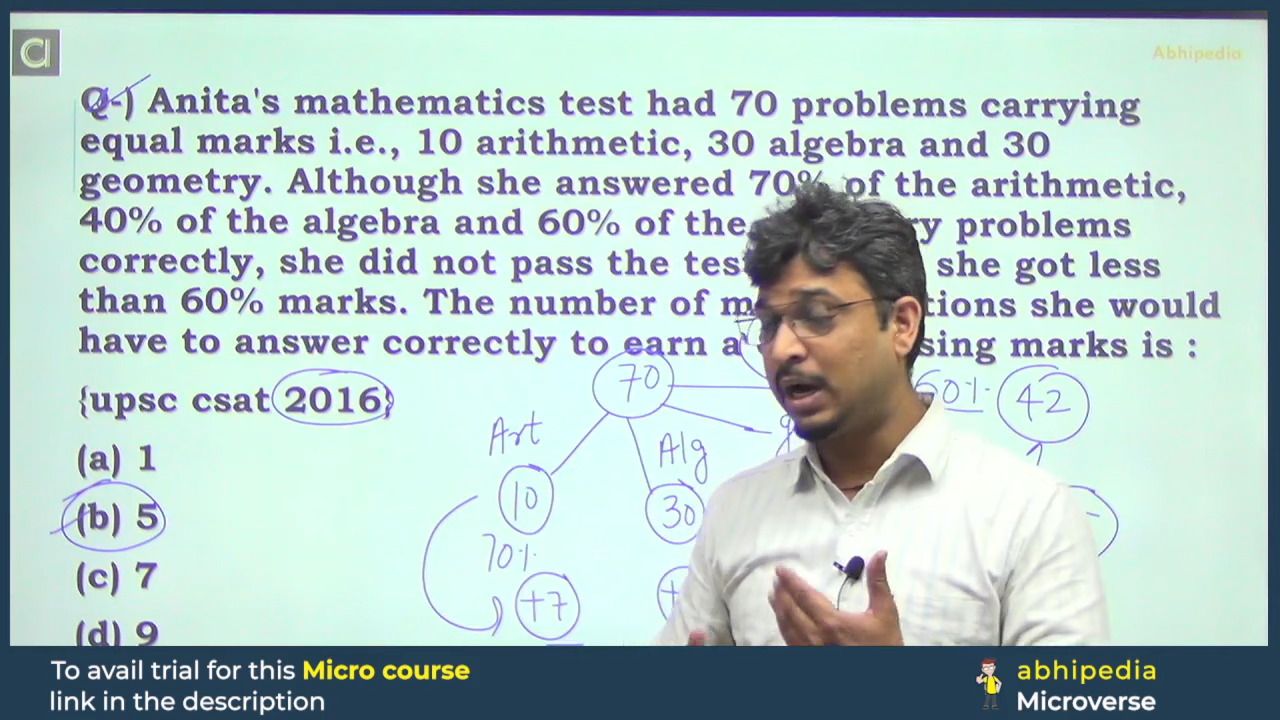 a
Abhipedia
Q-) Anita's mathematics test had 70 problems carrying
equal marks i.e., 10 arithmetic, 30 algebra and 30
geometry. Although she answered 70% of the arithmetic,
40% of the algebra and 60% of the
problems
correctly, she did not pass the
she got less
than 60% marks. The number of
she would
have to answer correctly to earn a
marks is :
{upsc csat 2016}
70
60%
42
Art
Alg
(a) 1
10
30
(b) 5
70%
(c) 7
+7
(d) 9
To avail trial for this Micro course
link in the description
abhipedia
Microverse